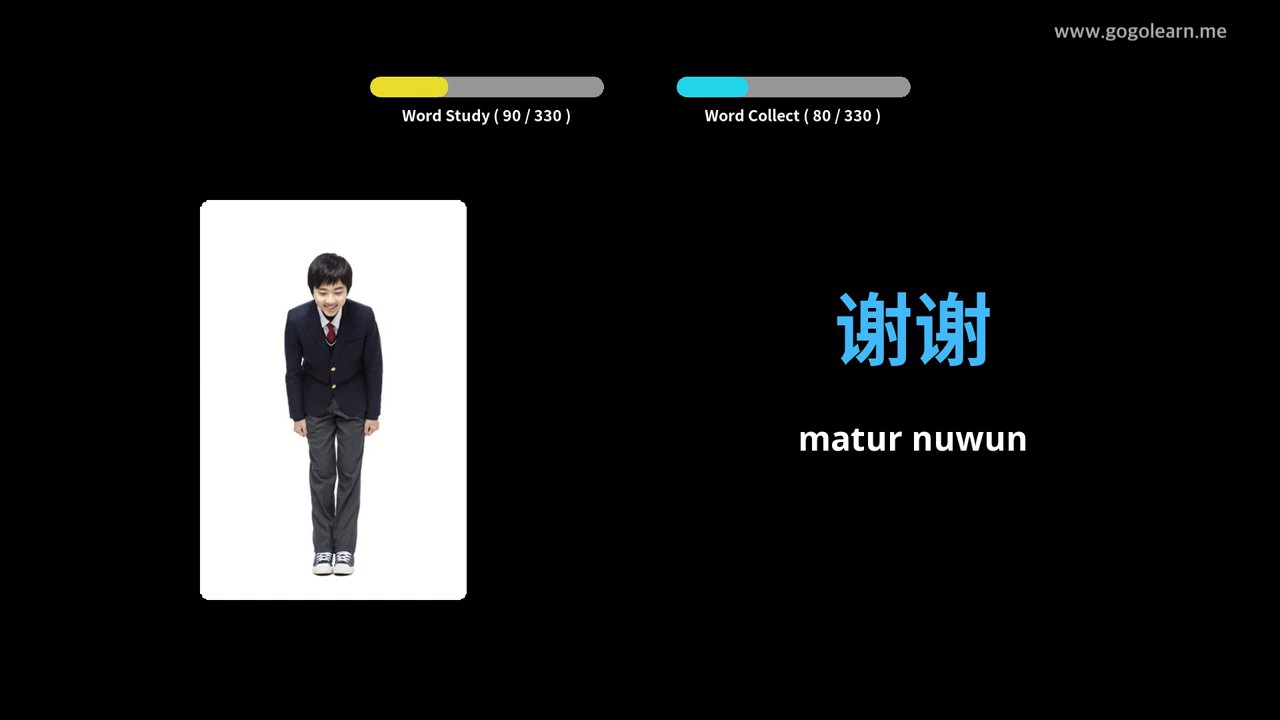 www.gogolearn.me
Word Study ( 90 / 330 )
Word Collect ( 80 / 330 )
谢谢
matur nuwun